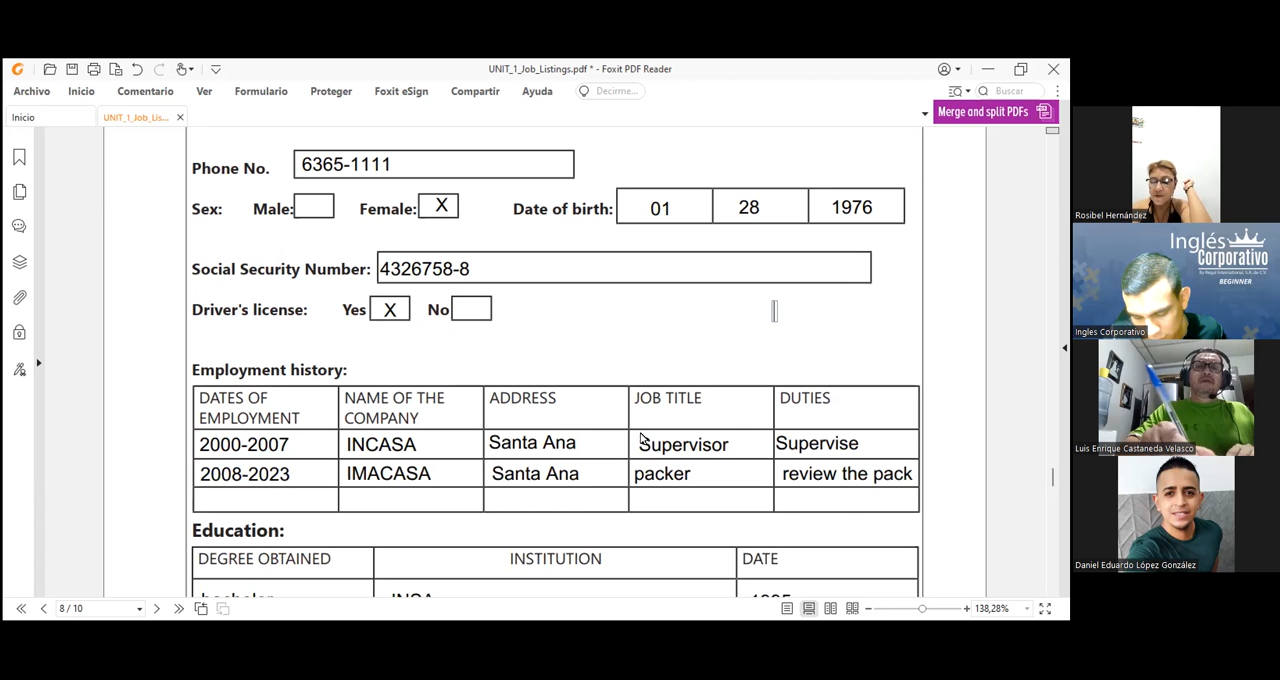 UNIT_1_Job_Listings.pdf * - Foxit PDF Reader
Archivo Inicio Comentario Ver Formulario Proteger Foxit eSign Compartir Ayuda Decirme... Buscar
Inicio UNIT_1_Job_Lis... Merge and split PDFs
Phone No. 6365-1111
Sex: Male: Female: X Date of birth: 01 28 1976
Social Security Number: 4326758-8
Driver's license: Yes X No
Employment history:
DATES OF EMPLOYMENT NAME OF THE COMPANY ADDRESS JOB TITLE DUTIES
2000-2007 INCASA Santa Ana Supervisor Supervise
2008-2023 IMACASA Santa Ana packer review the pack
Education:
DEGREE OBTAINED INSTITUTION DATE
8 / 10 138,28%
Rosibel Hernández
Inglés
Corporativo
By Regal International, S.A. de C.V.
BEGINNER
Ingles Corporativo
Luis Enrique Castaneda Velasco
Daniel Eduardo López González